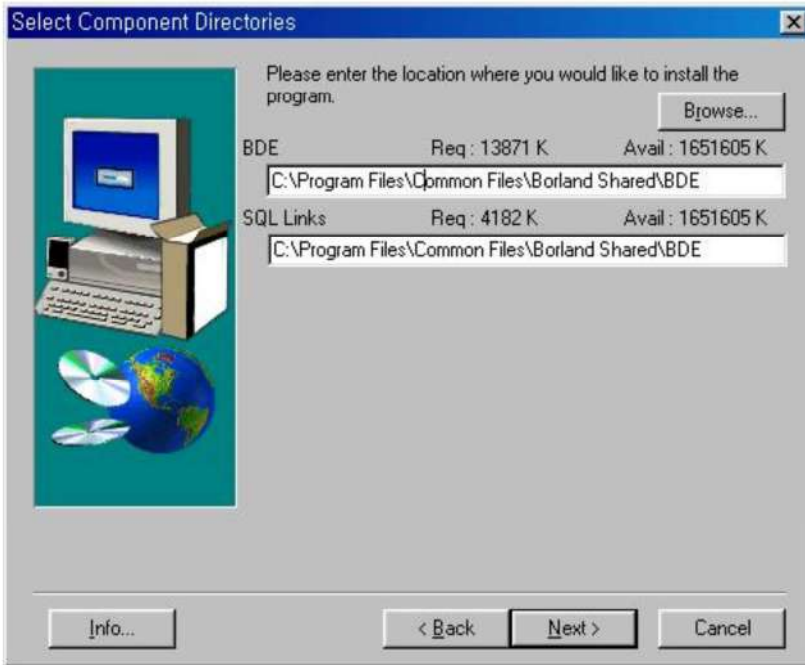 Select Component Directories
Please enter the location where you would like to install the
program.
Browse...
BDE Req : 13871 K Avail : 1651605 K
C:\Program Files\Common Files\Borland Shared\BDE
SQL Links Req : 4182 K Avail : 1651605 K
C:\Program Files\Common Files\Borland Shared\BDE
Info... < Back Next > Cancel